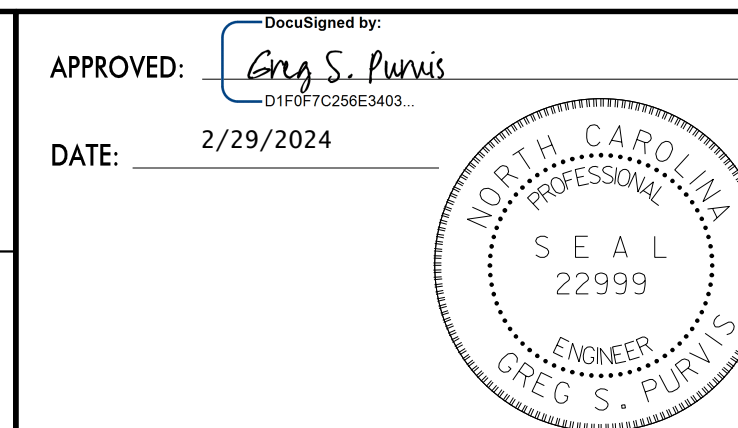 DocuSigned by:
APPROVED: Greg S. Purvis
D1F0F7C256E3403...
DATE: 2/29/2024
NORTH CAROLINA
PROFESSIONAL
SEAL
22999
ENGINEER
GREG S. PURVIS